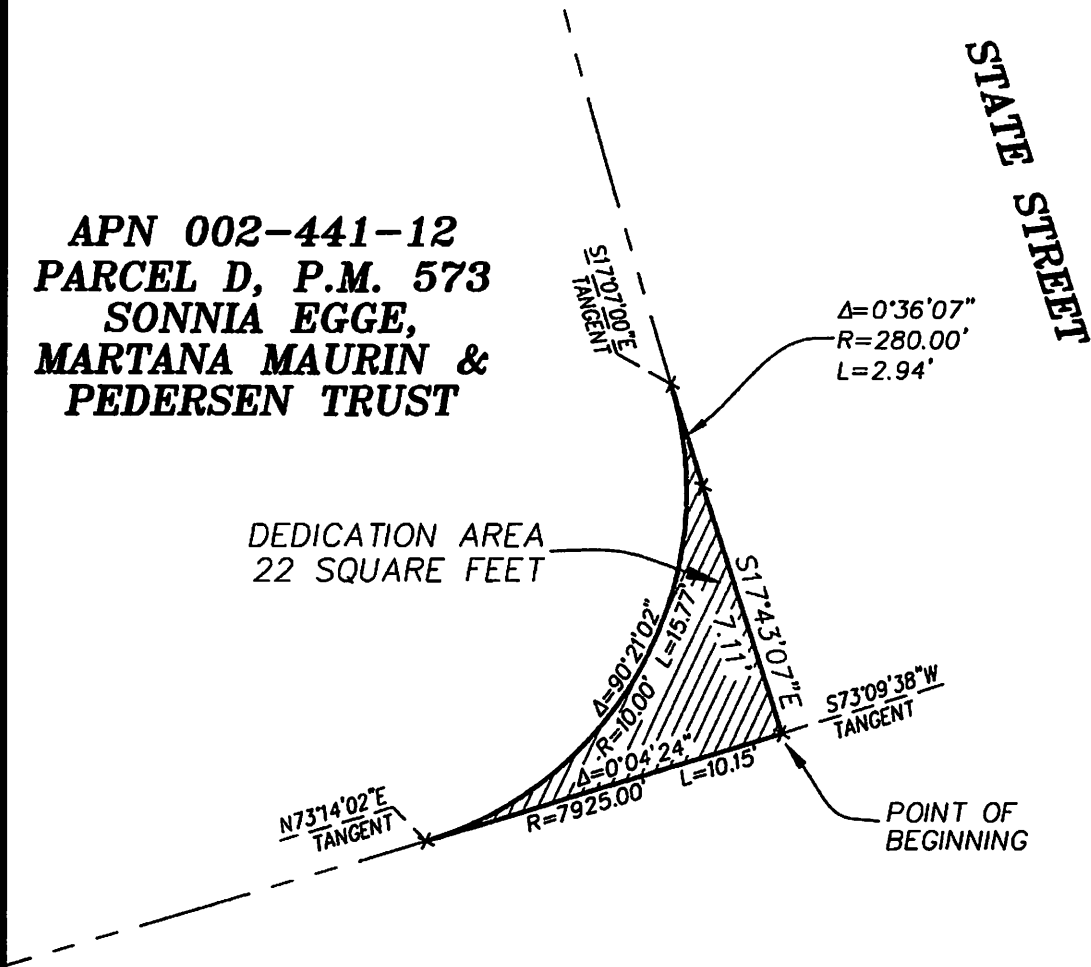 STATE STREET
APN 002-441-12
PARCEL D, P.M. 573
SONNIA EGGE,
MARTANA MAURIN &
PEDERSEN TRUST
S17°07'00"E
TANGENT
Δ=0°36'07"
R=280.00'
L=2.94'
DEDICATION AREA
22 SQUARE FEET
S17°43'07"E
7.11'
Δ=90°21'02"
R=10.00' L=15.77'
Δ=0°04'24"
R=7925.00' L=10.15'
S73°09'38"W
TANGENT
N73°14'02"E
TANGENT
POINT OF
BEGINNING